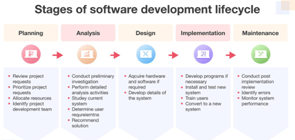 Stages of software development lifecycle
Planning
Analysis
Design
Implementation
Maintenance
• Review project
requests
• Prioritize project
requests
• Allocate resources
• Identify project
development team
• Conduct preliminary
investigation
• Perform detailed
analysis activities
• Studey current
system
• Determine user
requiremtns
• Recommend
solution
• Aqcuire hardware
and software if
required
• Develop details of
the system
• Develop programs if
necessary
• Install and test new
system
• Train users
• Convert to a new
system
• Conduct post
implementation
review
• Identify errors
• Monitor system
performance